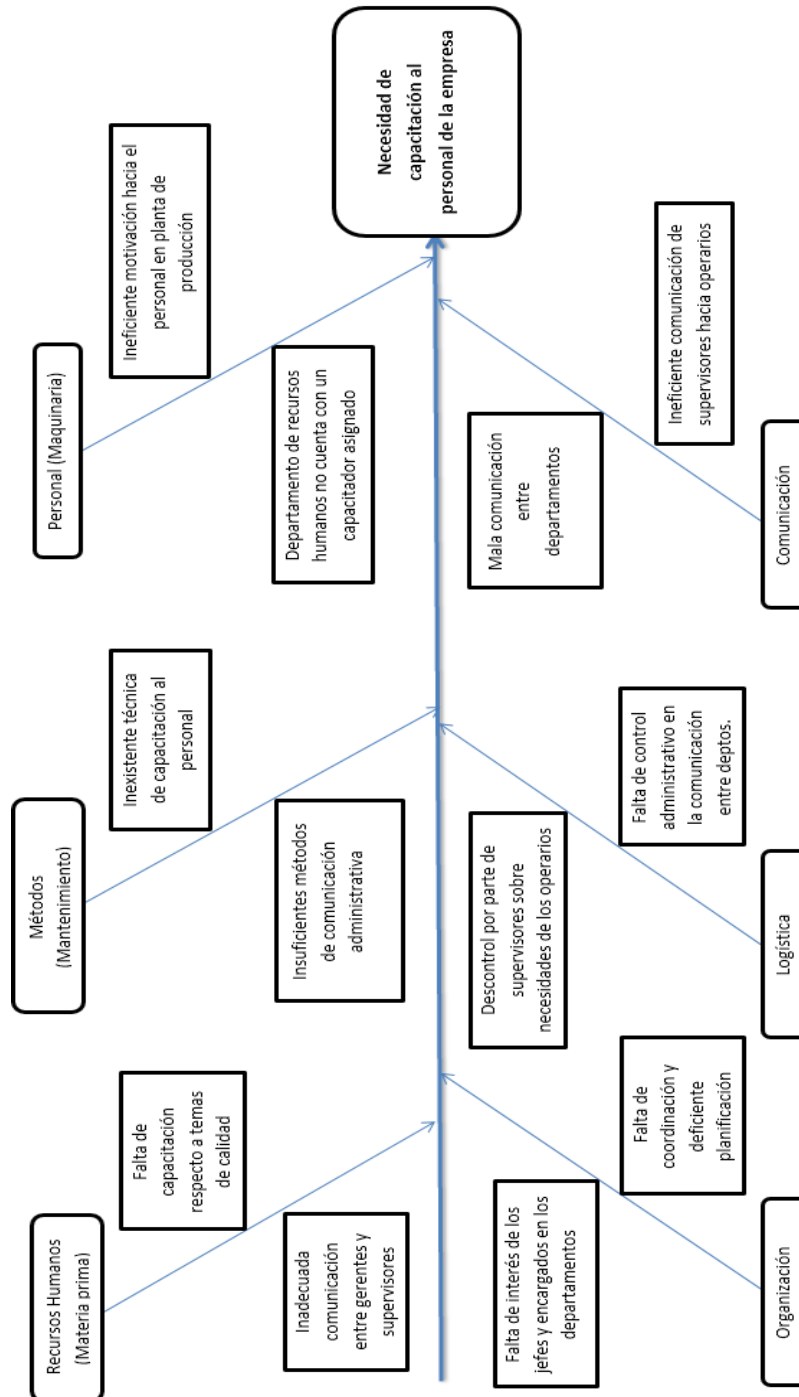 Recursos Humanos
(Materia prima)
Falta de
capacitación
respecto a temas
de calidad
Inadecuada
comunicación
entre gerentes y
supervisores
Métodos
(Mantenimiento)
Inexistente técnica
de capacitación al
personal
Insuficientes métodos
de comunicación
administrativa
Personal (Maquinaria)
Ineficiente motivación hacia el
personal en planta de
producción
Departamento de recursos
humanos no cuenta con un
capacitador asignado
Necesidad de
capacitación al
personal de la empresa
Falta de interés de los
jefes y encargados en los
departamentos
Falta de
coordinación y
deficiente
planificación
Organización
Descontrol por parte de
supervisores sobre
necesidades de los operarios
Falta de control
administrativo en
la comunicación
entre deptos.
Logística
Mala comunicación
entre
departamentos
Ineficiente comunicación de
supervisores hacia operarios
Comunicación